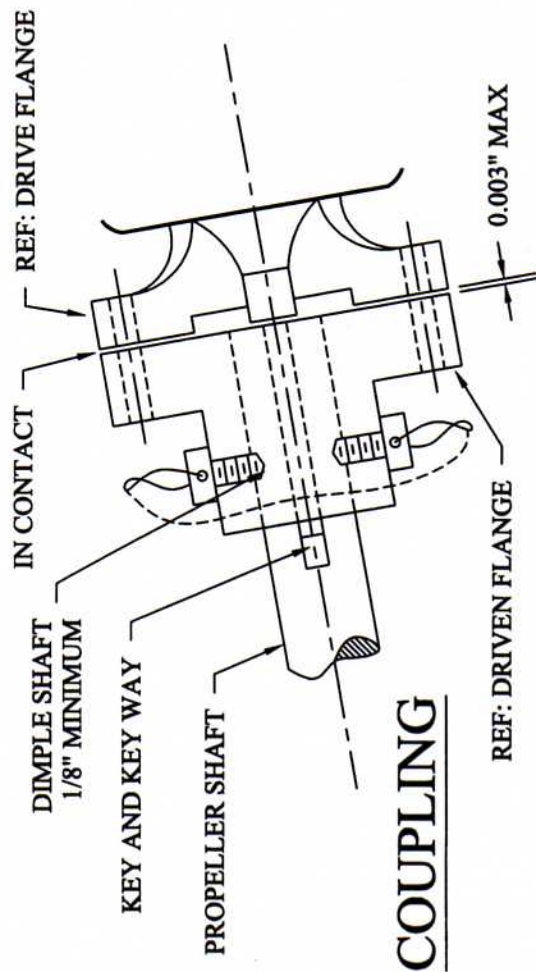 IN CONTACT
REF: DRIVE FLANGE
DIMPLE SHAFT
1/8" MINIMUM
KEY AND KEY WAY
PROPELLER SHAFT
0.003" MAX
REF: DRIVEN FLANGE
COUPLING